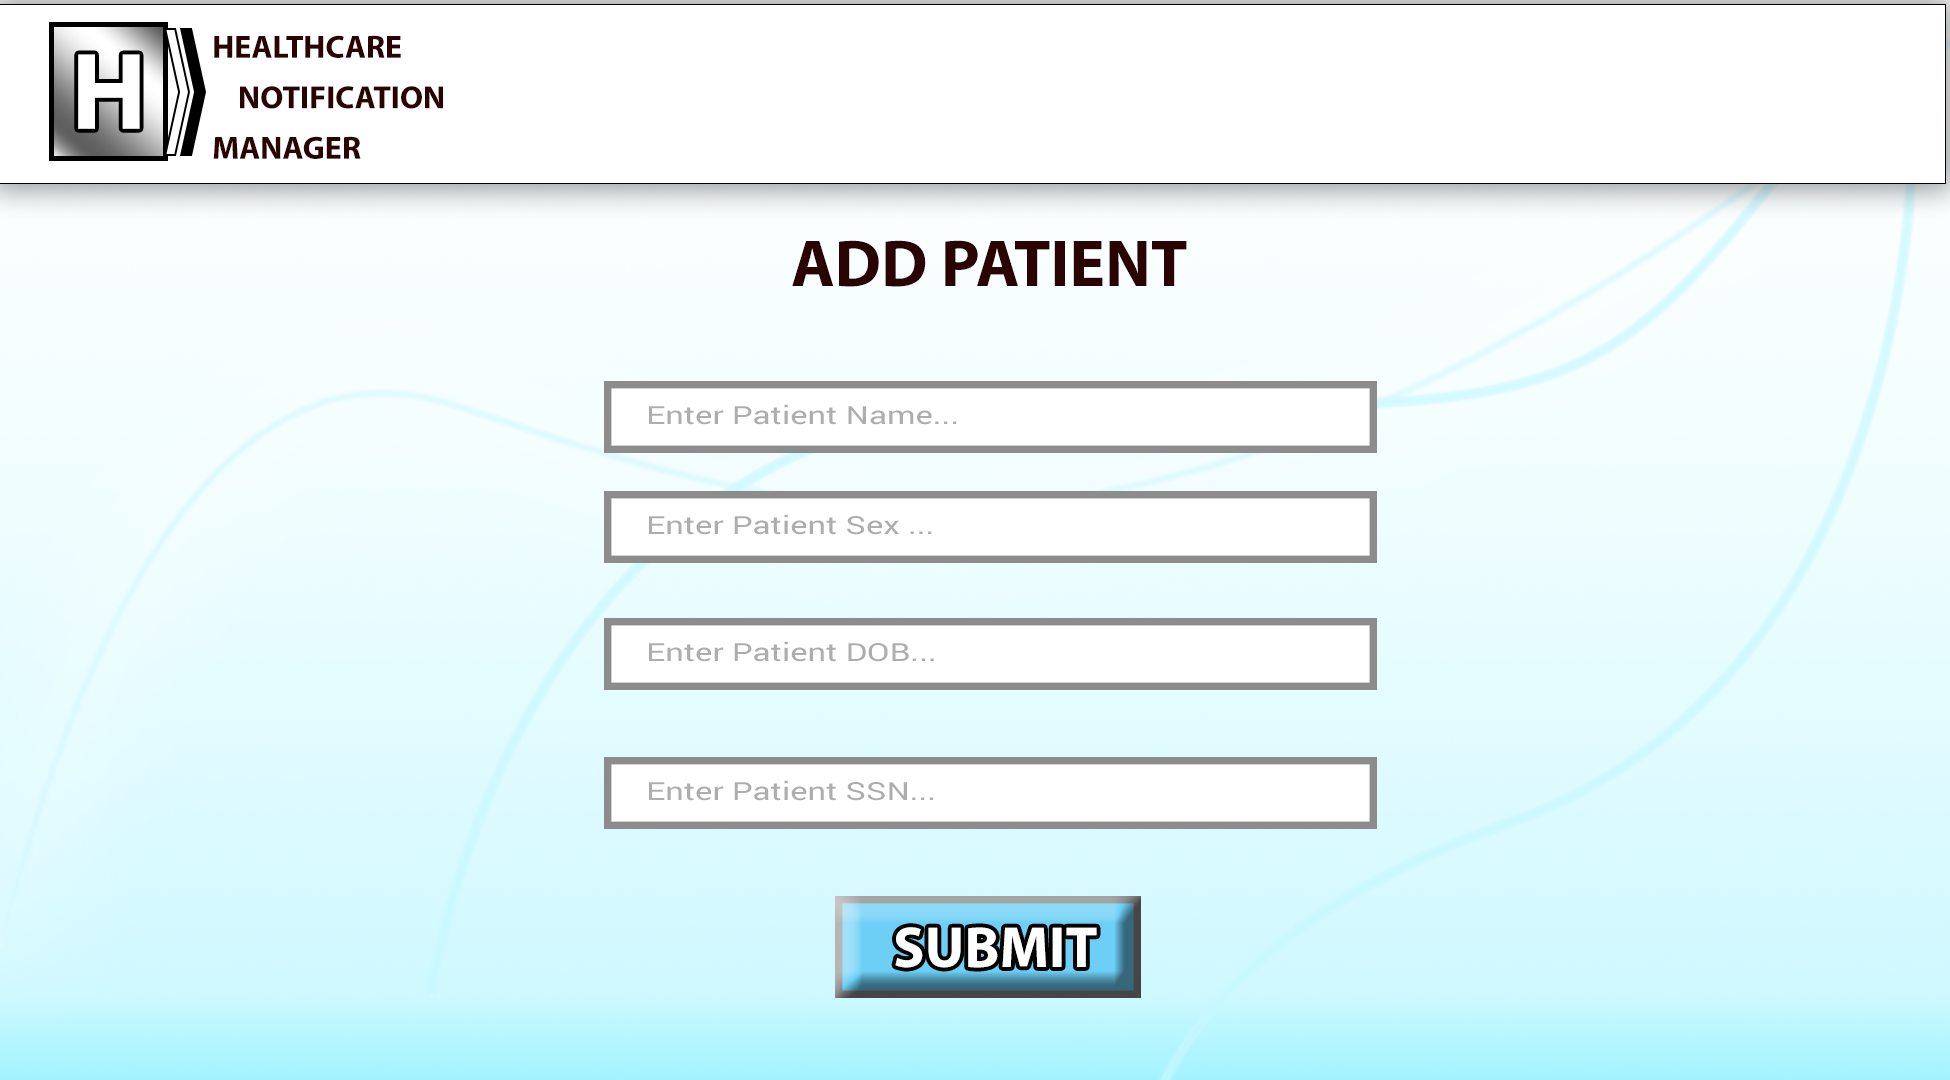 H
HEALTHCARE
NOTIFICATION
MANAGER
ADD PATIENT
Enter Patient Name...
Enter Patient Sex ...
Enter Patient DOB...
Enter Patient SSN...
SUBMIT